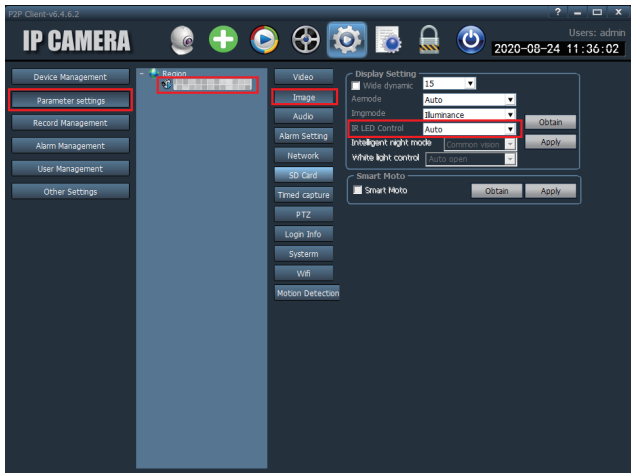 P2P Client-v6.4.6.2
IP CAMERA
Users: admin
2020-08-24 11:36:02
Device Management
Parameter settings
Record Management
Alarm Management
User Management
Other Settings
Region
Video
Image
Audio
Alarm Setting
Network
SD Card
Timed capture
PTZ
Login Info
Systerm
Wifi
Motion Detection
Display Setting
Wide dynamic 15
Aemode Auto
Imgmode Illuminance
IR LED Control Auto
Intelligent night mode Common vision
White light control Auto open
Obtain
Apply
Smart Moto
Smart Moto Obtain Apply